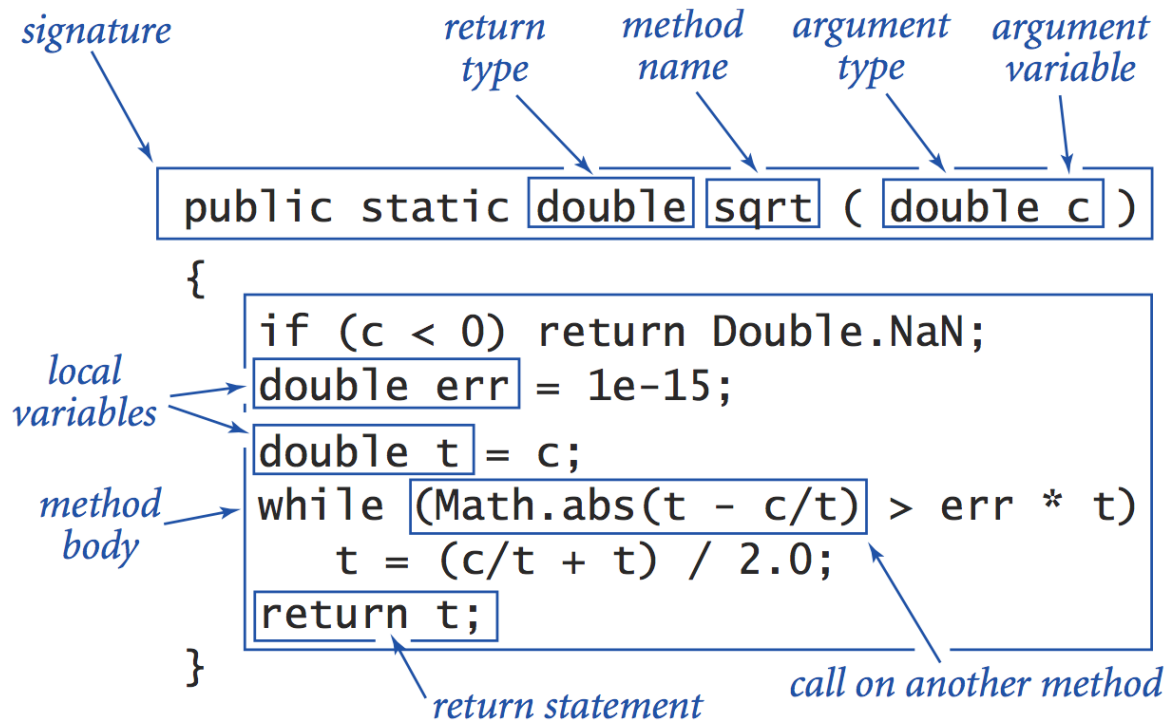 signature
return
type
method
name
argument
type
argument
variable
public static double sqrt ( double c )
{
if (c < 0) return Double.NaN;
local
variables
double err = 1e-15;
double t = c;
method
body
while (Math.abs(t - c/t) > err * t)
t = (c/t + t) / 2.0;
return t;
}
call on another method
return statement